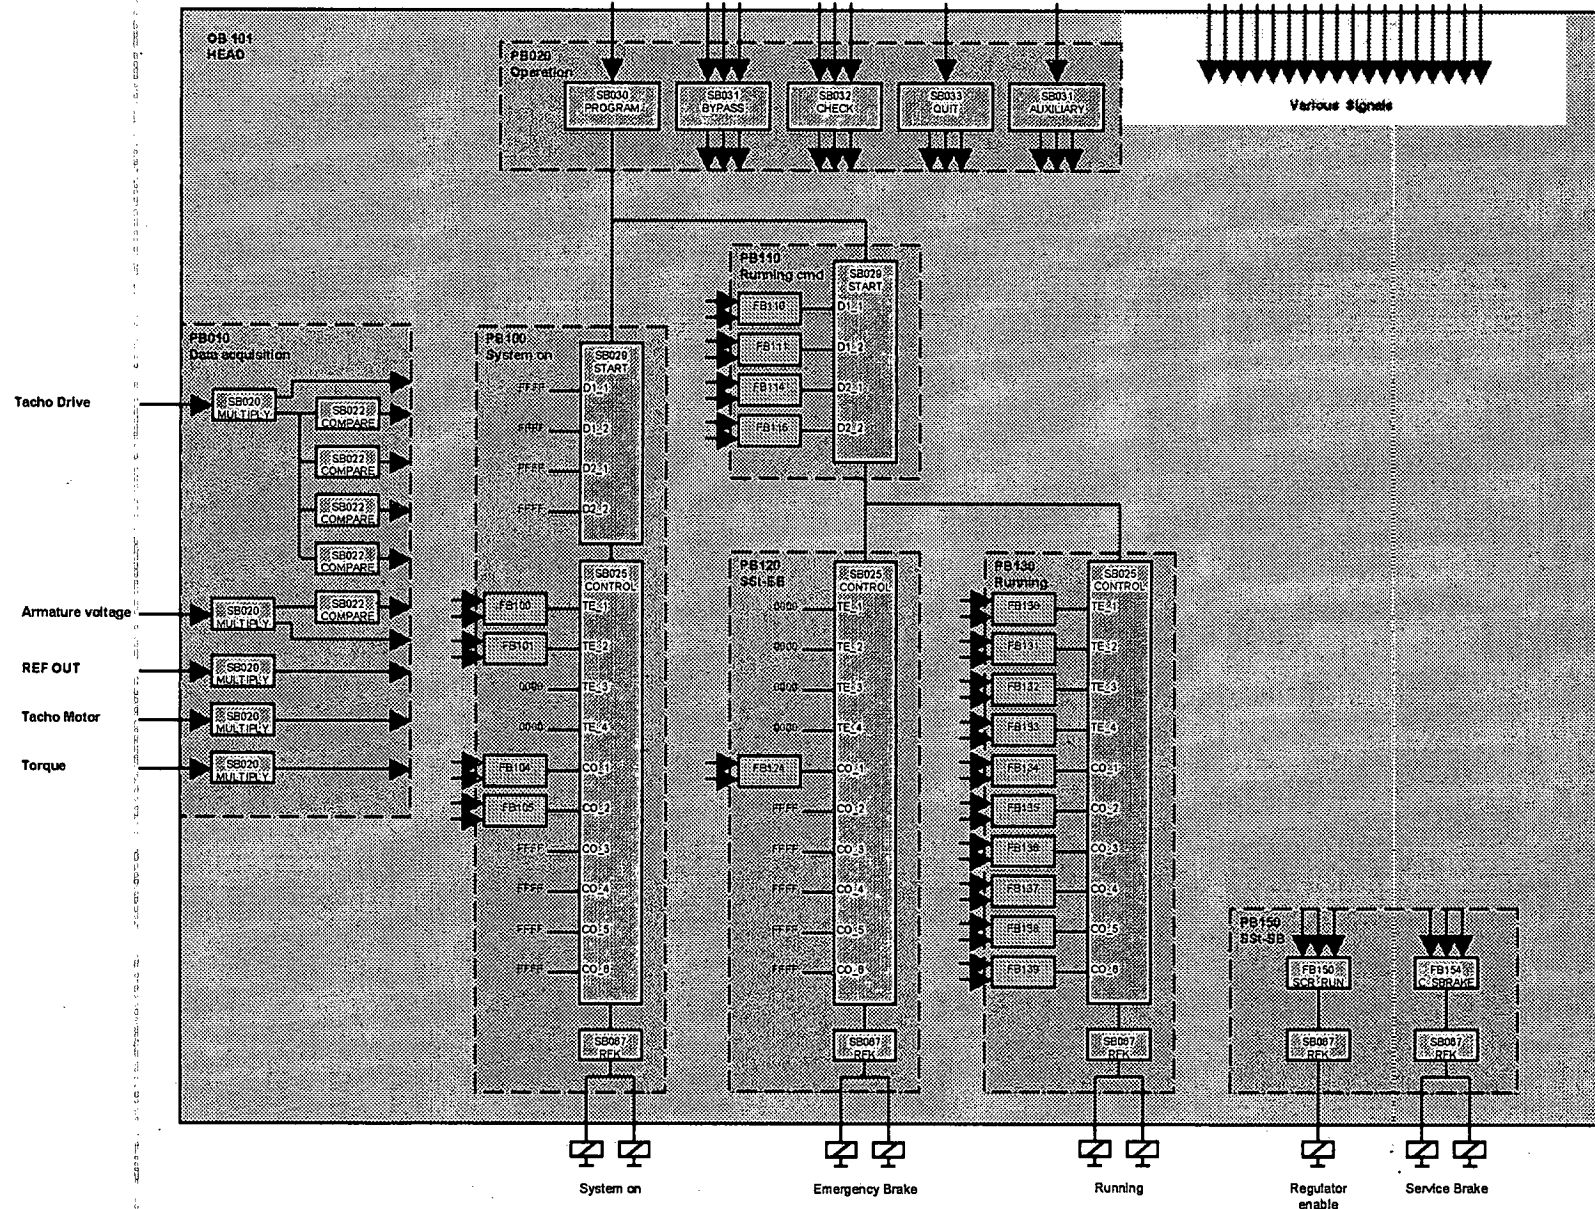 OB 101
HEAD
PB020
Operation
SB030
PROGRAM
SB031
BYPASS
SB032
CHECK
SB033
QUIT
SB031
AUXILIARY
Various Signals
PB110
Running cmd
SB029
START
FB110
D1_1
FB111
D1_2
FB114
D2_1
FB115
D2_2
PB010
Data acquisition
Tacho Drive
SB020
MULTIPLY
SB022
COMPARE
SB022
COMPARE
SB022
COMPARE
SB022
COMPARE
Armature voltage
SB020
MULTIPLY
SB022
COMPARE
REF OUT
SB020
MULTIPLY
Tacho Motor
SB020
MULTIPLY
Torque
SB020
MULTIPLY
PB100
System on
SB029
START
FFFF
D1_1
FFFF
D1_2
FFFF
D2_1
FFFF
D2_2
SB025
CONTROL
FB100
TE_1
FB101
TE_2
0000
TE_3
0000
TE_4
FB104
CO_1
FB105
CO_2
FFFF
CO_3
FFFF
CO_4
FFFF
CO_5
FFFF
CO_6
SB087
RFK
System on
PB120
SSt-EB
SB025
CONTROL
0000
TE_1
0000
TE_2
0000
TE_3
0000
TE_4
FB124
CO_1
FFFF
CO_2
FFFF
CO_3
FFFF
CO_4
FFFF
CO_5
FFFF
CO_6
SB087
RFK
Emergency Brake
PB130
Running
SB025
CONTROL
FB130
TE_1
FB131
TE_2
FB132
TE_3
FB133
TE_4
FB134
CO_1
FB135
CO_2
FB136
CO_3
FB137
CO_4
FB138
CO_5
FB139
CO_6
SB087
RFK
Running
PB150
SSt-SB
FB150
SCR-RUN
SB087
RFK
Regulator
enable
FB154
C-SBRAKE
SB087
RFK
Service Brake